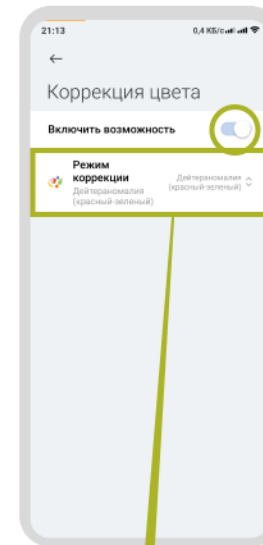 21:13 0,4 КБ/с
←
Коррекция цвета
Включить возможность
Режим
коррекции
Дейтераномалия
(красный-зеленый)
Дейтераномалия
(красный-зеленый)